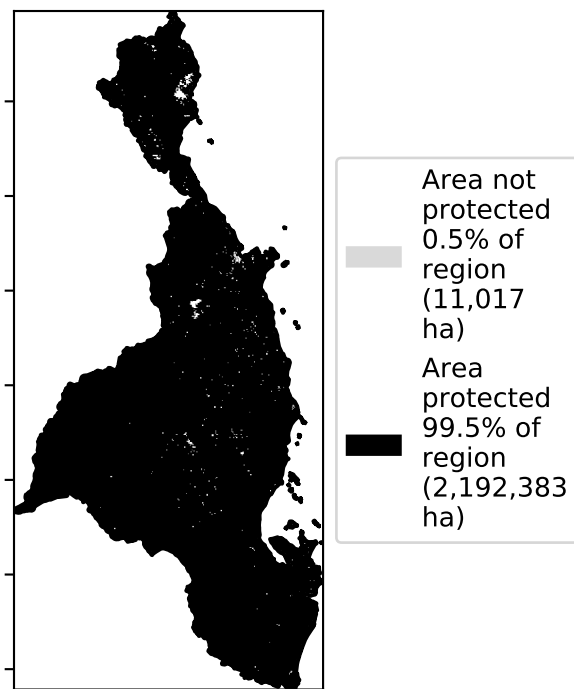 Area not
protected
0.5% of
region
(11,017
ha)
Area
protected
99.5% of
region
(2,192,383
ha)